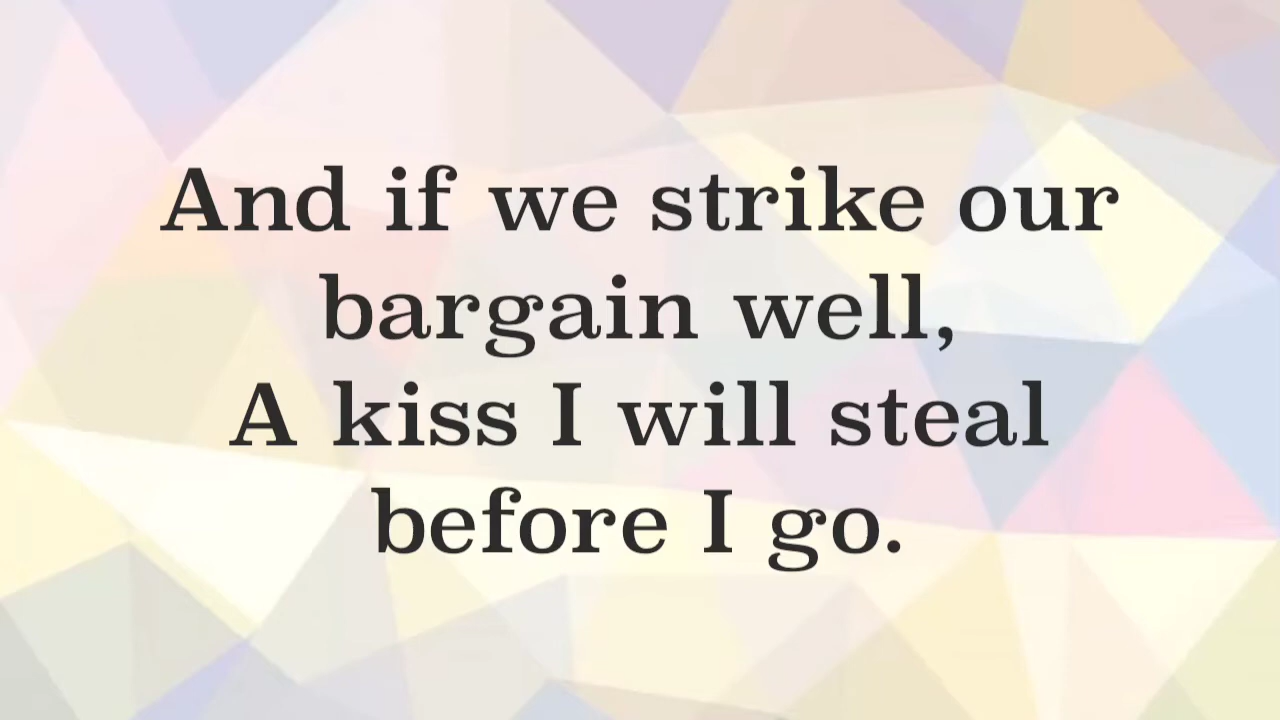 And if we strike our
bargain well,
A kiss I will steal
before I go.